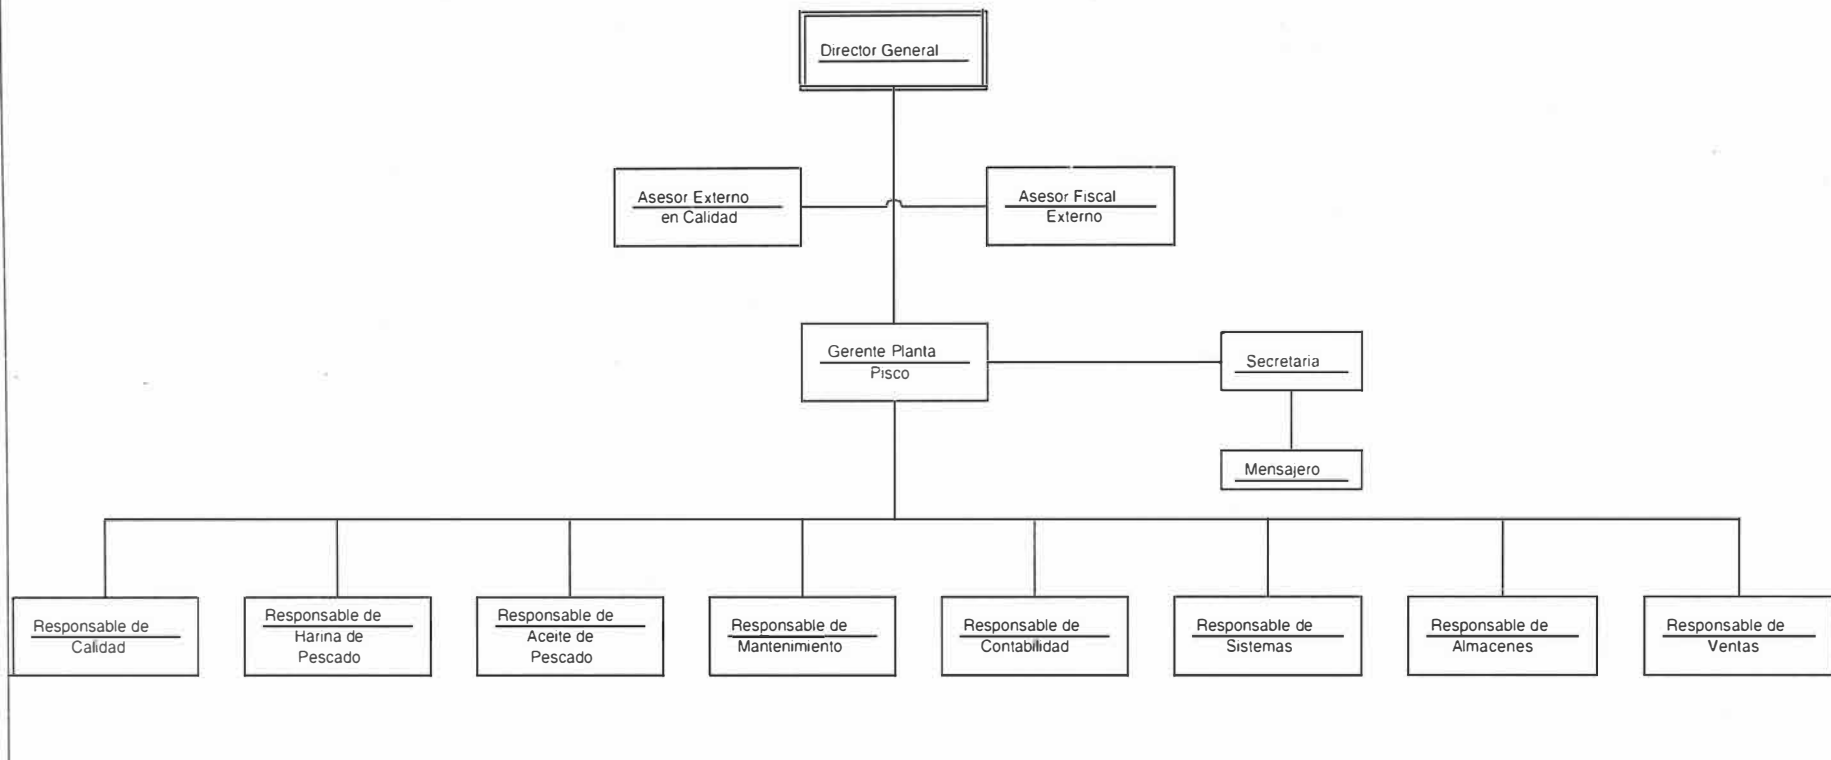 Director General
Asesor Externo
en Calidad
Asesor Fiscal
Externo
Gerente Planta
Pisco
Secretaria
Mensajero
Responsable de
Calidad
Responsable de
Harina de
Pescado
Responsable de
Aceite de
Pescado
Responsable de
Mantenimiento
Responsable de
Contabilidad
Responsable de
Sistemas
Responsable de
Almacenes
Responsable de
Ventas